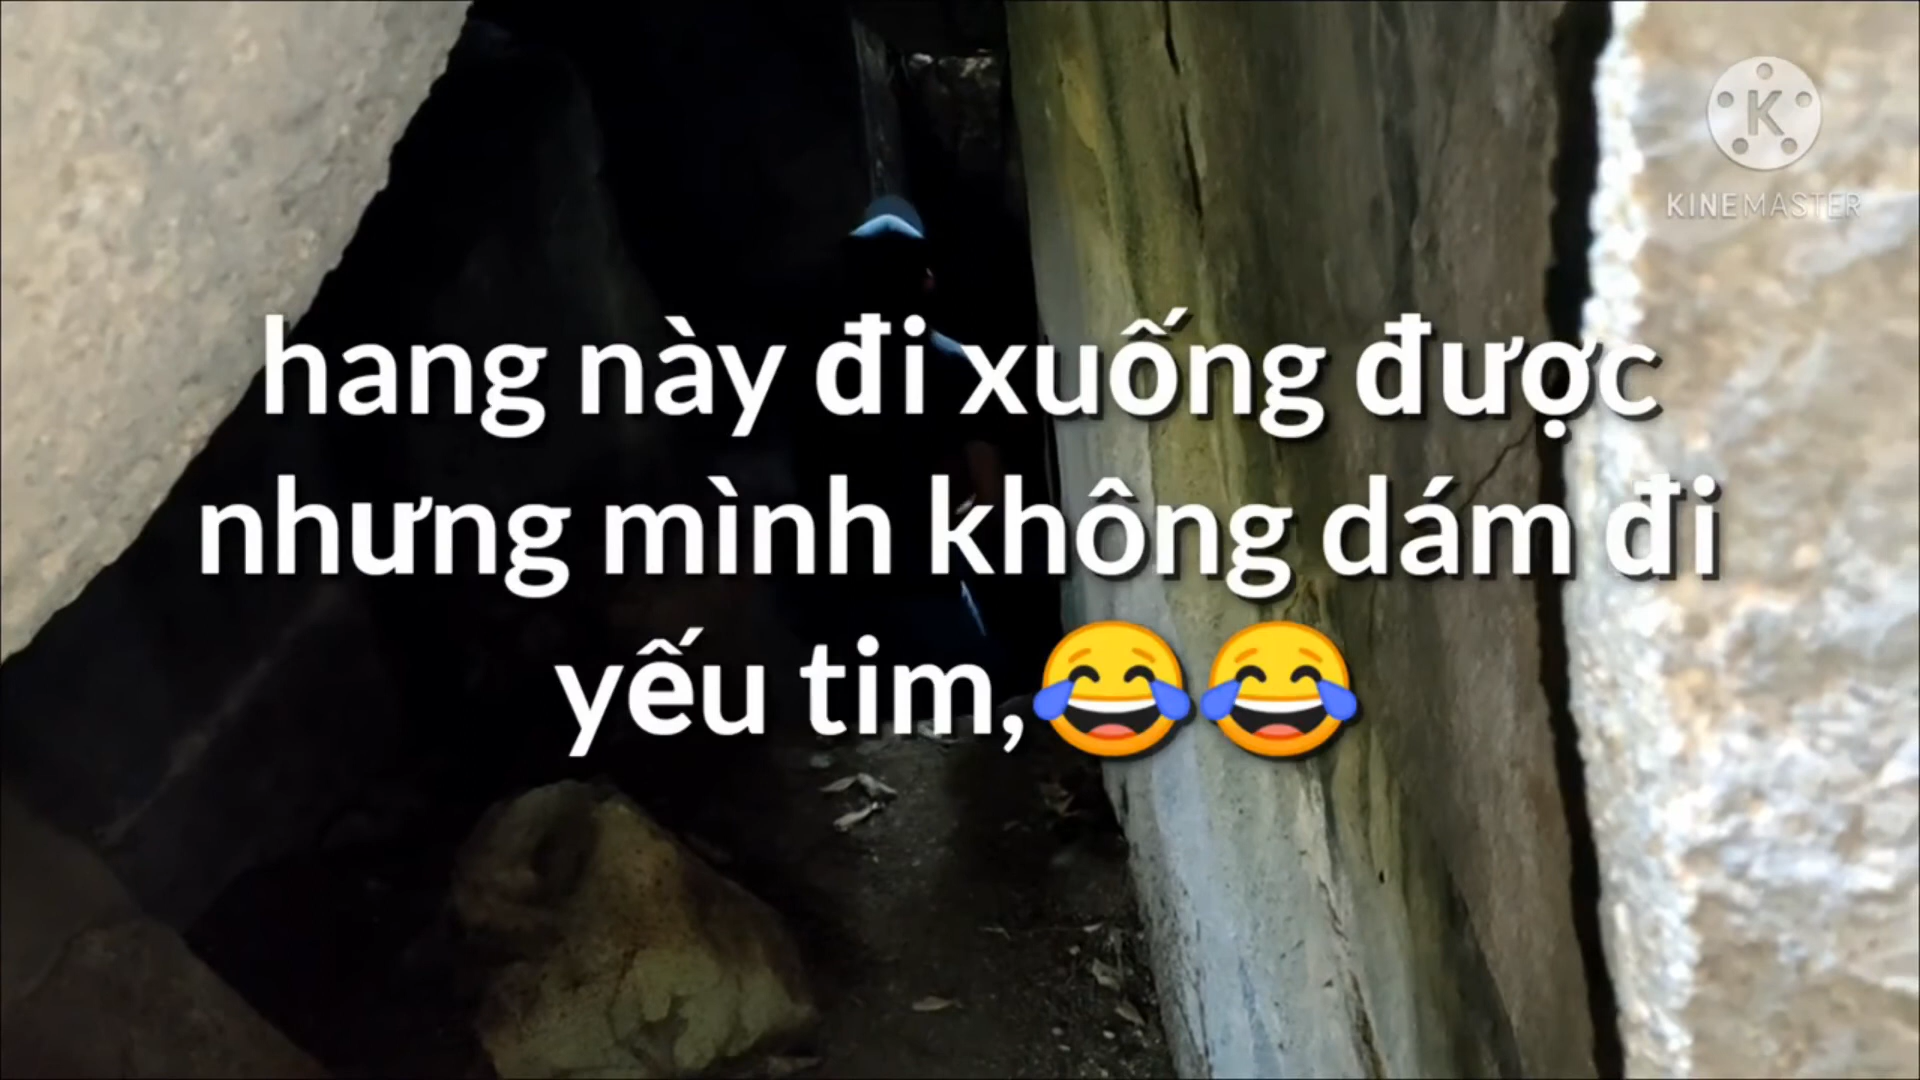 K
KINEMASTER
hang này đi xuống được
nhưng mình không dám đi
yếu tim,😂😂